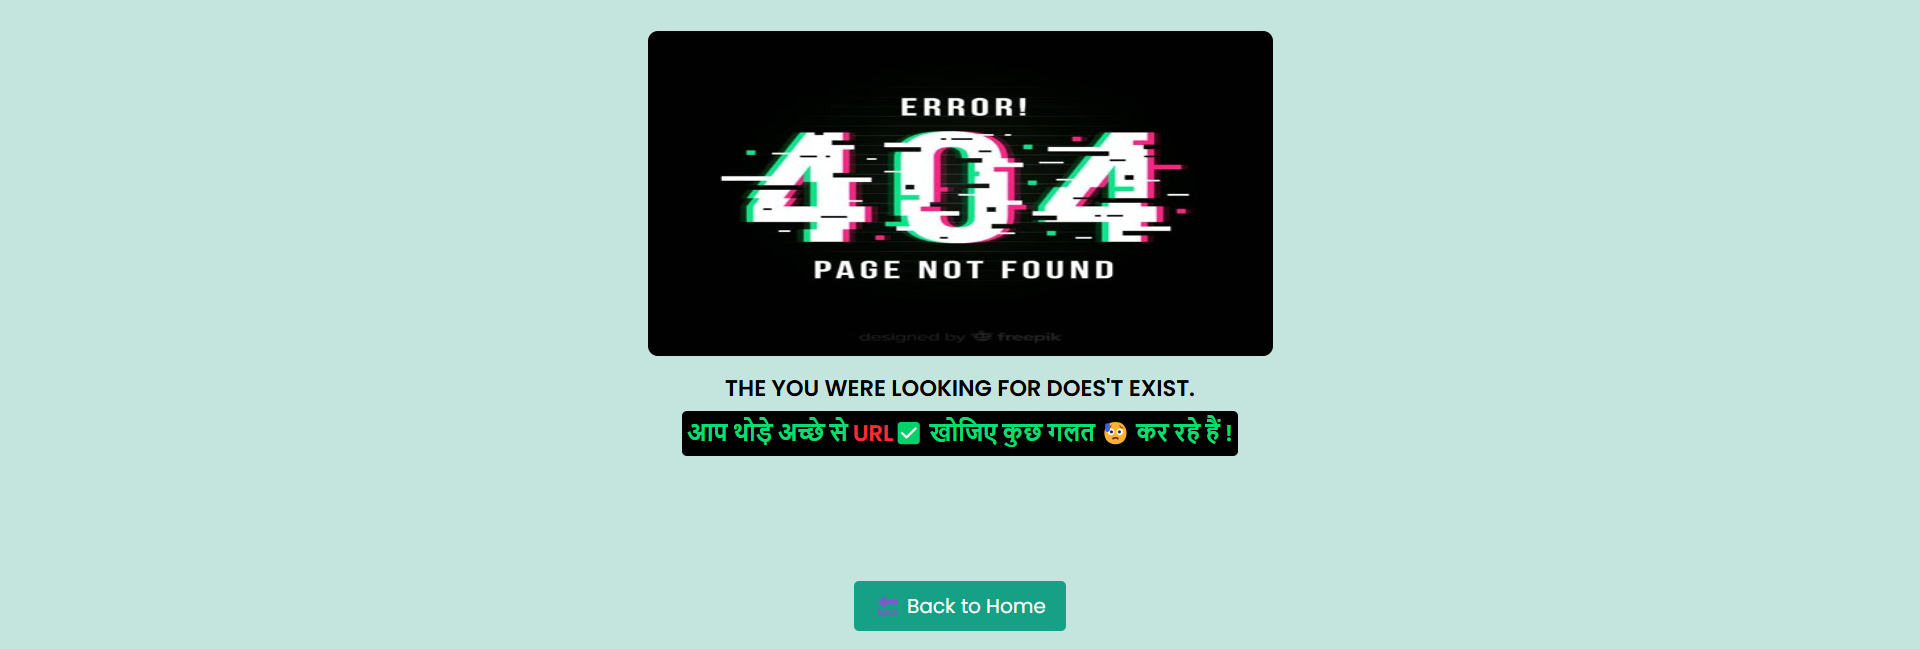 ERROR!
404
PAGE NOT FOUND
designed by freepik
THE YOU WERE LOOKING FOR DOES'T EXIST.
आप थोड़े अच्छे से URL✅ खोजिए कुछ गलत 😓 कर रहे हैं !
Back to Home